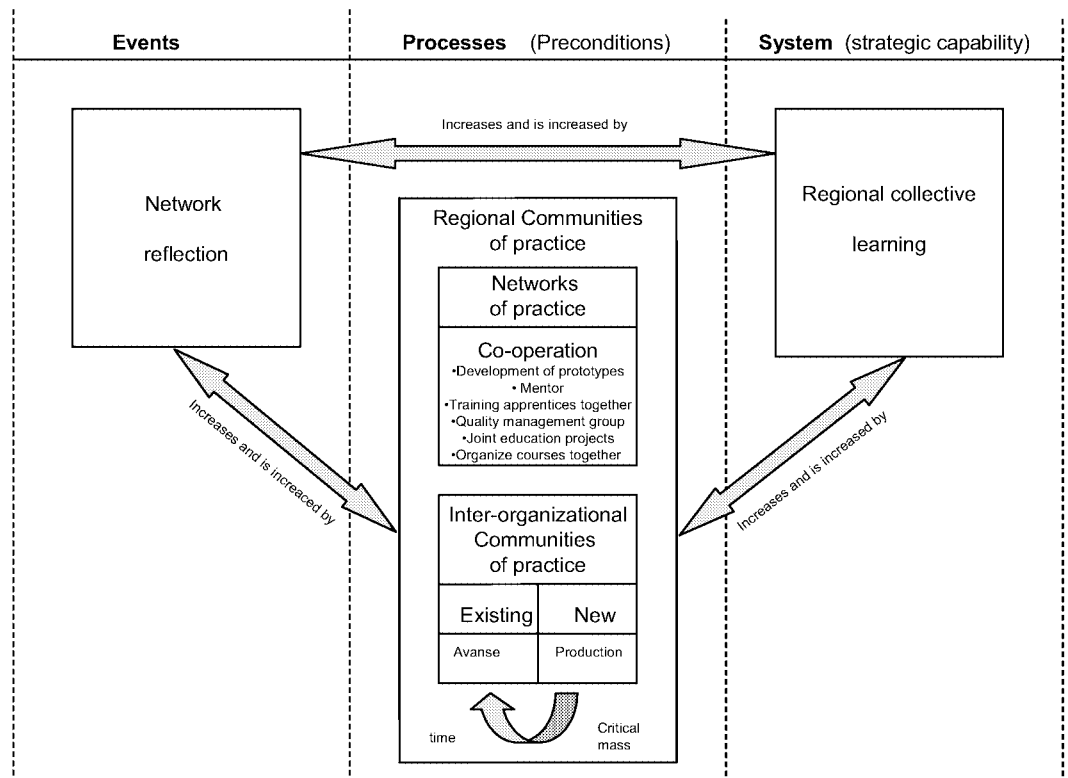 Events
Processes (Preconditions)
System (strategic capability)
Increases and is increased by
Network
reflection
Regional collective
learning
Regional Communities
of practice
Networks
of practice
Co-operation
•Development of prototypes
•Mentor
•Training apprentices together
•Quality management group
•Joint education projects
•Organize courses together
Increases and is increaced by
Increases and is increased by
Inter-organizational
Communities
of practice
Existing New
Avanse Production
time
Critical
mass